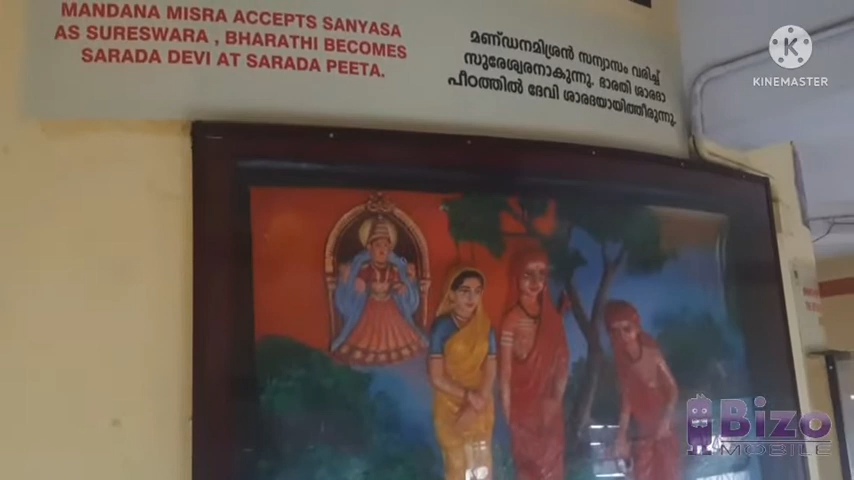 MANDANA MISRA ACCEPTS SANYASA
AS SURESWARA , BHARATHI BECOMES
SARADA DEVI AT SARADA PEETA.
മണ്ഡനമിശ്രൻ സന്യാസം വരിച്ച്
സുരേശ്വരനാകുന്നു. ഭാരതി ശാരദാ
പീഠത്തിൽ ദേവി ശാരദയായിത്തീരുന്നു.
KINEMASTER
Bizo
MOBILE